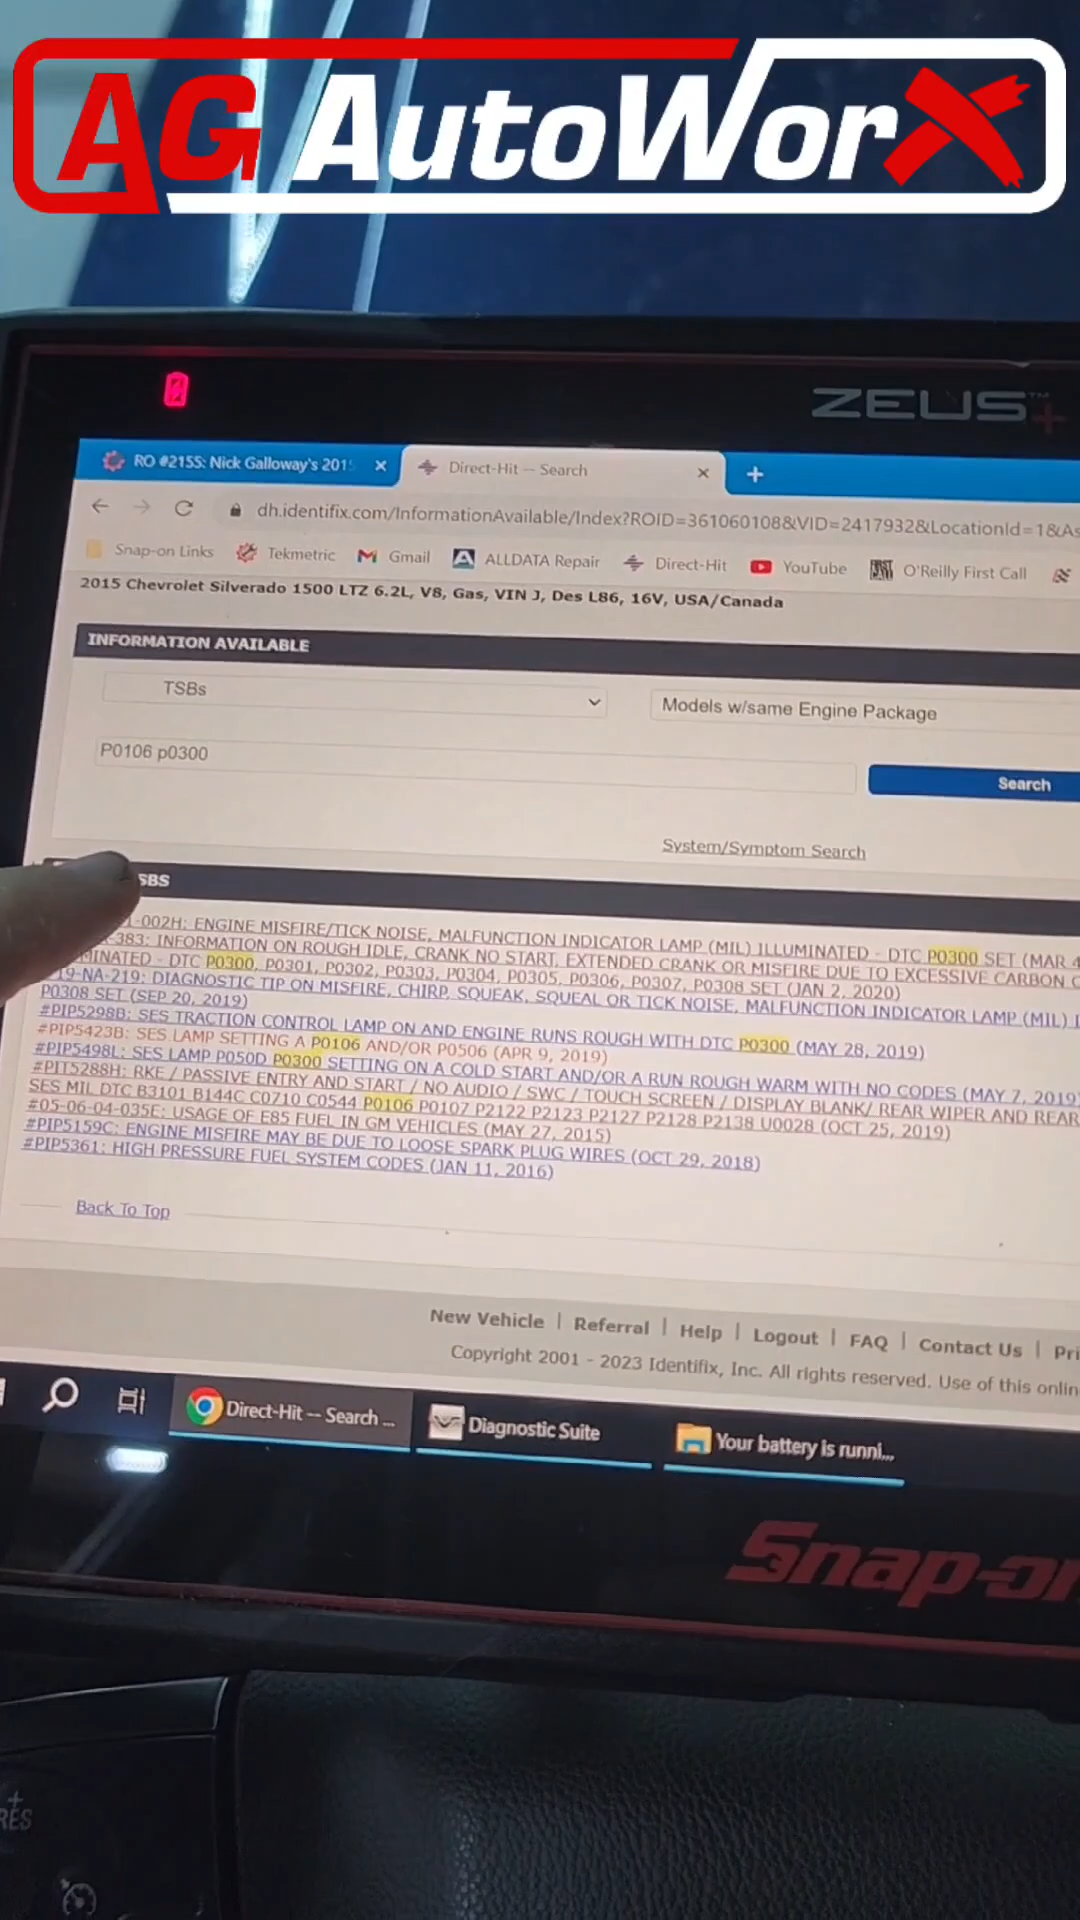 AG AutoWorX
ZEUS™+
RO #2155: Nick Galloway's 201
Direct-Hit -- Search
dh.identifix.com/InformationAvailable/Index?ROID=361060108&VID=2417932&LocationId=1&As
Snap-on Links Tekmetric Gmail ALLDATA Repair Direct-Hit YouTube FIRST CALL O'Reilly First Call
2015 Chevrolet Silverado 1500 LTZ 6.2L, V8, Gas, VIN J, Des L86, 16V, USA/Canada
INFORMATION AVAILABLE
TSBs
Models w/same Engine Package
P0106 p0300
Search
System/Symptom Search
SBS
1-002H: ENGINE MISFIRE/TICK NOISE, MALFUNCTION INDICATOR LAMP (MIL) ILLUMINATED - DTC P0300 SET (MAR 4
-383: INFORMATION ON ROUGH IDLE, CRANK NO START, EXTENDED CRANK OR MISFIRE DUE TO EXCESSIVE CARBON
MINATED - DTC P0300, P0301, P0302, P0303, P0304, P0305, P0306, P0307, P0308 SET (JAN 2, 2020)
19-NA-219: DIAGNOSTIC TIP ON MISFIRE, CHIRP, SQUEAK, SQUEAL OR TICK NOISE, MALFUNCTION INDICATOR LAMP (MIL)
P0308 SET (SEP 20, 2019)
#PIP5298B: SES TRACTION CONTROL LAMP ON AND ENGINE RUNS ROUGH WITH DTC P0300 (MAY 28, 2019)
#PIP5423B: SES LAMP SETTING A P0106 AND/OR P0506 (APR 9, 2019)
#PIP5498L: SES LAMP P050D P0300 SETTING ON A COLD START AND/OR A RUN ROUGH WARM WITH NO CODES (MAY 7, 2019
#PIT5288H: RKE / PASSIVE ENTRY AND START / NO AUDIO / SWC / TOUCH SCREEN / DISPLAY BLANK/ REAR WIPER AND REAR
SES MIL DTC B3101 B144C C0710 C0544 P0106 P0107 P2122 P2123 P2127 P2128 P2138 U0028 (OCT 25, 2019)
#05-06-04-035E: USAGE OF E85 FUEL IN GM VEHICLES (MAY 27, 2015)
#PIP5159C: ENGINE MISFIRE MAY BE DUE TO LOOSE SPARK PLUG WIRES (OCT 29, 2018)
#PIP5361: HIGH PRESSURE FUEL SYSTEM CODES (JAN 11, 2016)
Back To Top
New Vehicle | Referral | Help | Logout | FAQ | Contact Us | Pri
Copyright 2001 - 2023 Identifix, Inc. All rights reserved. Use of this onlin
Direct-Hit -- Search ...
Diagnostic Suite
Your battery is runni...
Snap-on
+
RES